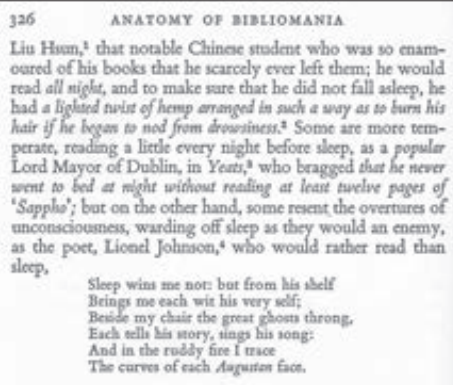 326 ANATOMY OF BIBLIOMANIA
Liu Hsun,¹ that notable Chinese student who was so enam-
oured of his books that he scarcely ever left them; he would
read all night, and to make sure that he did not fall asleep, he
had a lighted twist of hemp arranged in such a way as to burn his
hair if he began to nod from drowsiness.² Some are more tem-
perate, reading a little every night before sleep, as a popular
Lord Mayor of Dublin, in Yeats,³ who bragged that he never
went to bed at night without reading at least twelve pages of
'Sappho'; but on the other hand, some resent the overtures of
unconsciousness, warding off sleep as they would an enemy,
as the poet, Lionel Johnson,⁴ who would rather read than
sleep,
Sleep wins me not: but from his shelf
Brings me each wit his very self;
Beside my chair the great ghosts throng,
Each tells his story, sings his song:
And in the ruddy fire I trace
The curves of each Augustan face.